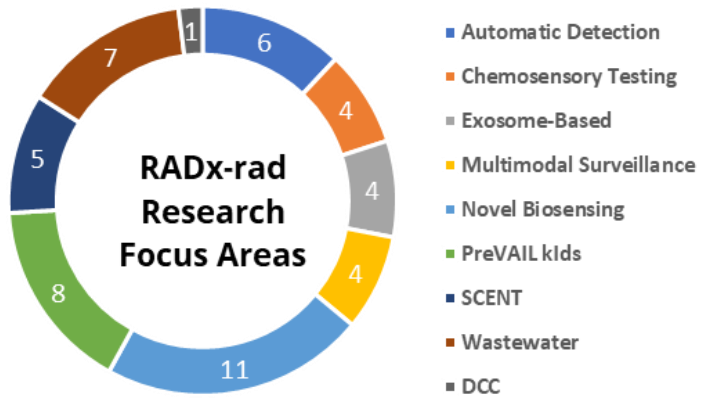 RADx-rad
Research
Focus Areas
6
4
4
4
11
8
5
7
1
Automatic Detection
Chemosensory Testing
Exosome-Based
Multimodal Surveillance
Novel Biosensing
PreVAIL kIds
SCENT
Wastewater
DCC